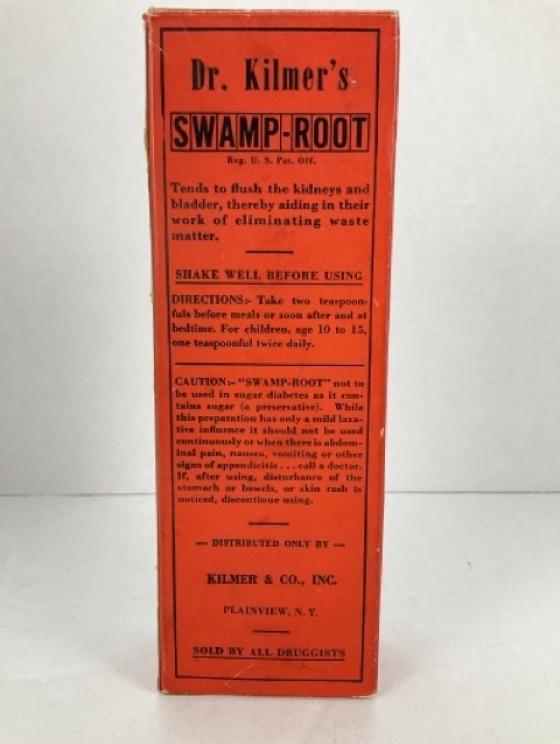 Dr. Kilmer's
SWAMP-ROOT
Reg. U. S. Pat. Off.
Tends to flush the kidneys and
bladder, thereby aiding in their
work of eliminating waste
matter.
SHAKE WELL BEFORE USING
DIRECTIONS:- Take two teaspoon-
fuls before meals or soon after and at
bedtime. For children, age 10 to 15,
one teaspoonful twice daily.
CAUTION:- "SWAMP-ROOT" not to
be used in sugar diabetes as it con-
tains sugar (a preservative). While
this preparation has only a mild laxa-
tive influence it should not be used
continuously or when there is abdom-
inal pain, nausea, vomiting or other
signs of appendicitis . . . call a doctor.
If, after using, disturbance of the
stomach or bowels, or skin rash is
noticed, discontinue using.
— DISTRIBUTED ONLY BY —
KILMER & CO., INC.
PLAINVIEW, N. Y.
SOLD BY ALL DRUGGISTS